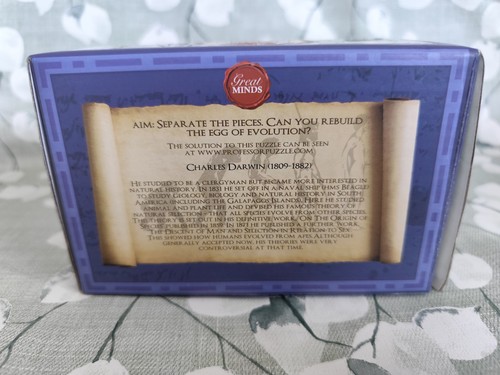 Great
MINDS
AIM: SEPARATE THE PIECES. CAN YOU REBUILD
THE EGG OF EVOLUTION?
THE SOLUTION TO THIS PUZZLE CAN BE SEEN
AT WWW.PROFESSORPUZZLE.COM
CHARLES DARWIN (1809-1882)
HE STUDIED TO BE A CLERGYMAN BUT BECAME MORE INTERESTED IN
NATURAL HISTORY. IN 1831 HE SET OFF IN A NAVAL SHIP (HMS BEAGLE)
TO STUDY GEOLOGY, BIOLOGY AND NATURAL HISTORY IN SOUTH
AMERICA (INCLUDING THE GALAPAGOS ISLANDS). HERE HE STUDIED
ANIMAL AND PLANT LIFE AND DEVISED HIS FAMOUS THEORY OF
NATURAL SELECTION - THAT ALL SPECIES EVOLVE FROM OTHER SPECIES.
THIS THEORY IS SET OUT IN HIS DEFINITIVE WORK, 'ON THE ORIGIN OF
SPECIES' PUBLISHED IN 1859. IN 1871 HE PUBLISHED A FURTHER WORK,
'THE DESCENT OF MAN AND SELECTION IN RELATION TO SEX'.
THIS SHOWED HOW HUMANS EVOLVED FROM APES. ALTHOUGH
GENERALLY ACCEPTED NOW, HIS THEORIES WERE VERY
CONTROVERSIAL AT THAT TIME.